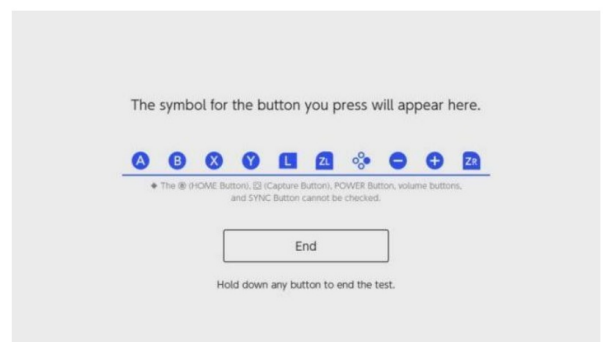 The symbol for the button you press will appear here.
A B X Y L ZL − + ZR
◆ The (HOME Button), (Capture Button), POWER Button, volume buttons,
and SYNC Button cannot be checked.
End
Hold down any button to end the test.